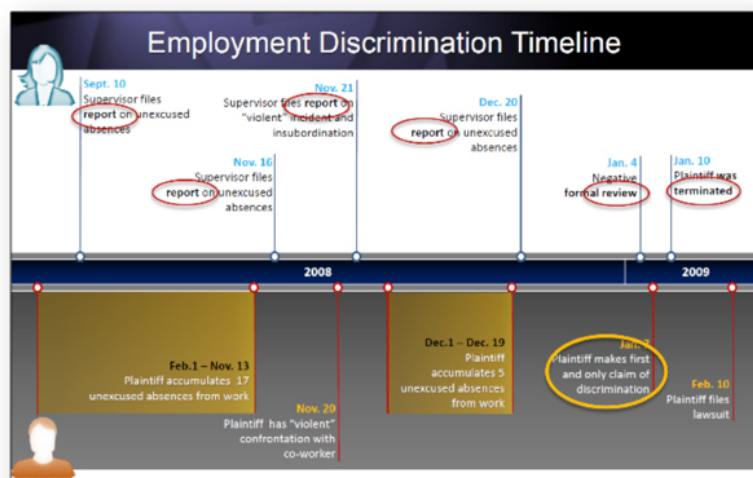 Employment Discrimination Timeline
Sept. 10
Supervisor files
report on unexcused
absences
Nov. 16
Supervisor files
report on unexcused
absences
Nov. 21
Supervisor files report on
"violent" incident and
insubordination
Dec. 20
Supervisor files
report on unexcused
absences
Jan. 4
Negative
formal review
Jan. 10
Plaintiff was
terminated
2008
2009
Feb.1 – Nov. 13
Plaintiff accumulates 17
unexcused absences from work
Nov. 20
Plaintiff has "violent"
confrontation with
co-worker
Dec.1 – Dec. 19
Plaintiff
accumulates 5
unexcused absences
from work
Jan.
Plaintiff makes first
and only claim of
discrimination
Feb. 10
Plaintiff files
lawsuit